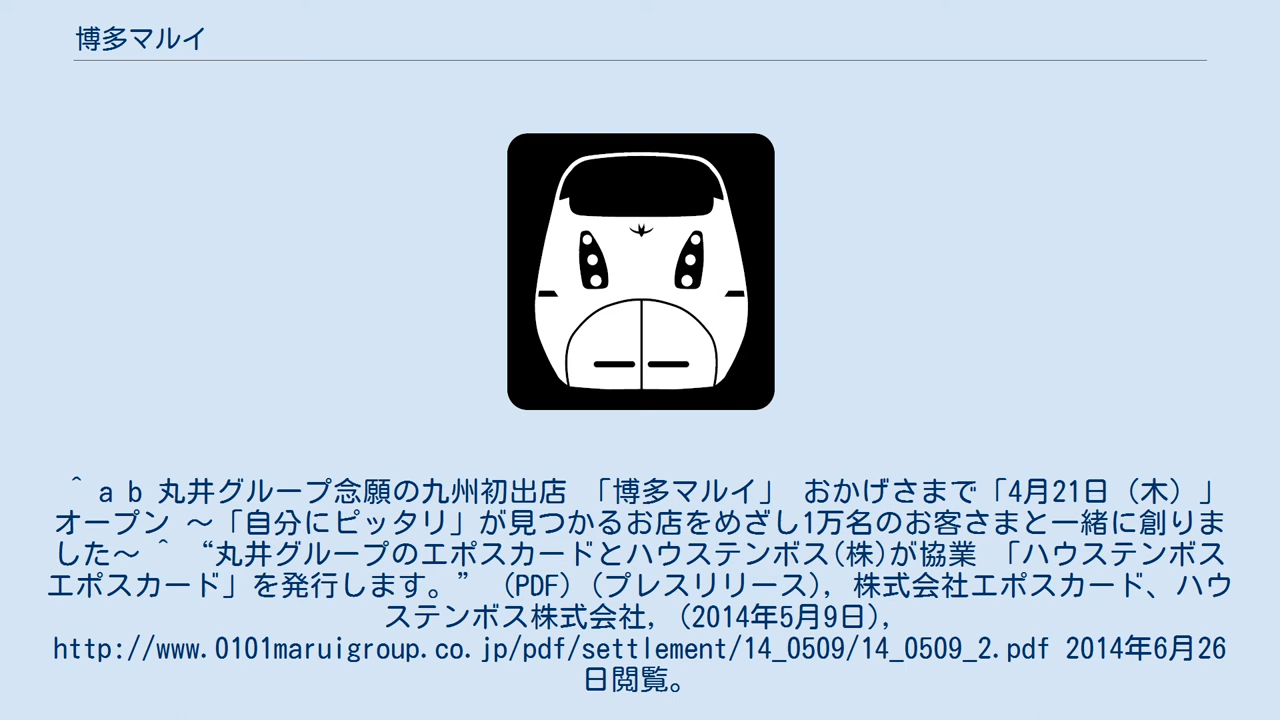 博多マルイ
^ a b 丸井グループ念願の九州初出店 「博多マルイ」 おかげさまで「4月21日（木）」
オープン ～「自分にピッタリ」が見つかるお店をめざし1万名のお客さまと一緒に創りま
した～ ^ “丸井グループのエポスカードとハウステンボス(株)が協業 「ハウステンボス
エポスカード」を発行します。” (PDF) (プレスリリース), 株式会社エポスカード、ハウ
ステンボス株式会社, (2014年5月9日),
http://www.0101maruigroup.co.jp/pdf/settlement/14_0509/14_0509_2.pdf 2014年6月26
日閲覧。